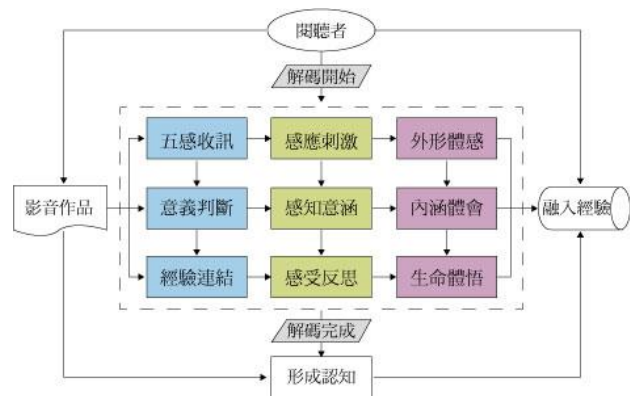 閱聽者
解碼開始
五感收訊
感應刺激
外形體感
影音作品
意義判斷
感知意涵
內涵體會
融入經驗
經驗連結
感受反思
生命體悟
解碼完成
形成認知